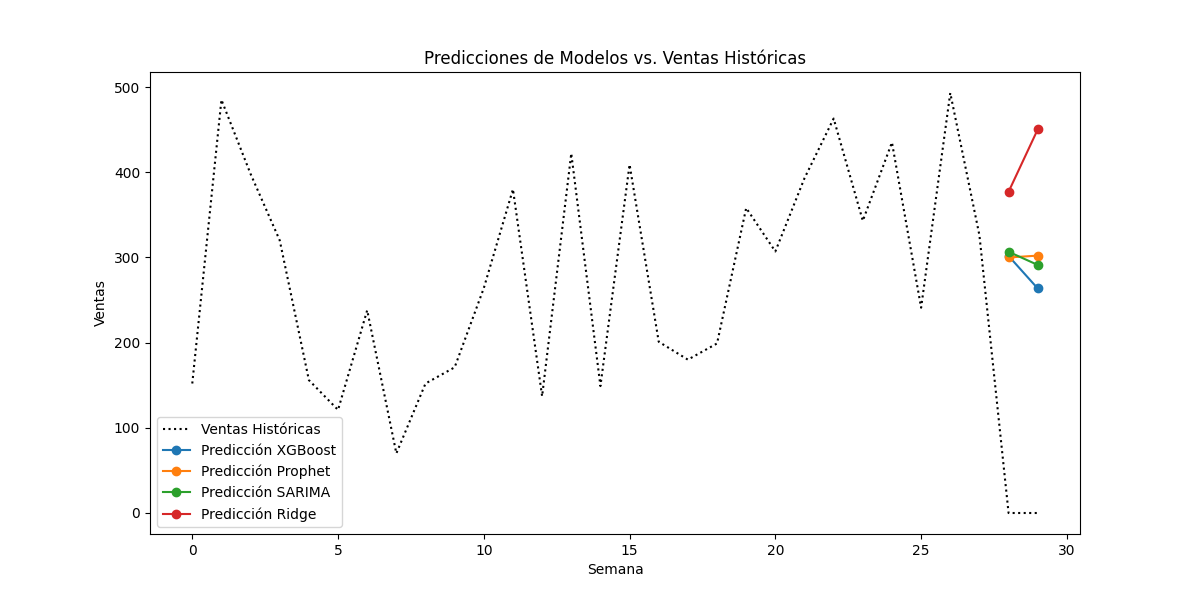 Predicciones de Modelos vs. Ventas Históricas
500
400
300
200
100
0
Ventas
Ventas Históricas
Predicción XGBoost
Predicción Prophet
Predicción SARIMA
Predicción Ridge
0 5 10 15 20 25 30
Semana